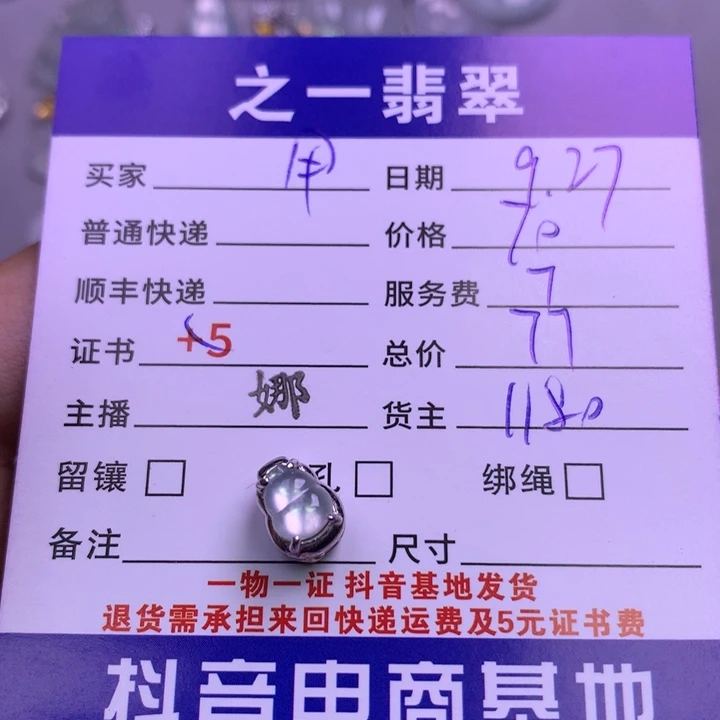 之一翡翠
买家 日期 9.27
普通快递 价格 70
顺丰快递 服务费 7
证书 +5 总价 77
主播 娜 货主 1180
留镶 孔 绑绳
备注 尺寸
一物一证 抖音基地发货
退货需承担来回快递运费及5元证书费
抖音电商基地